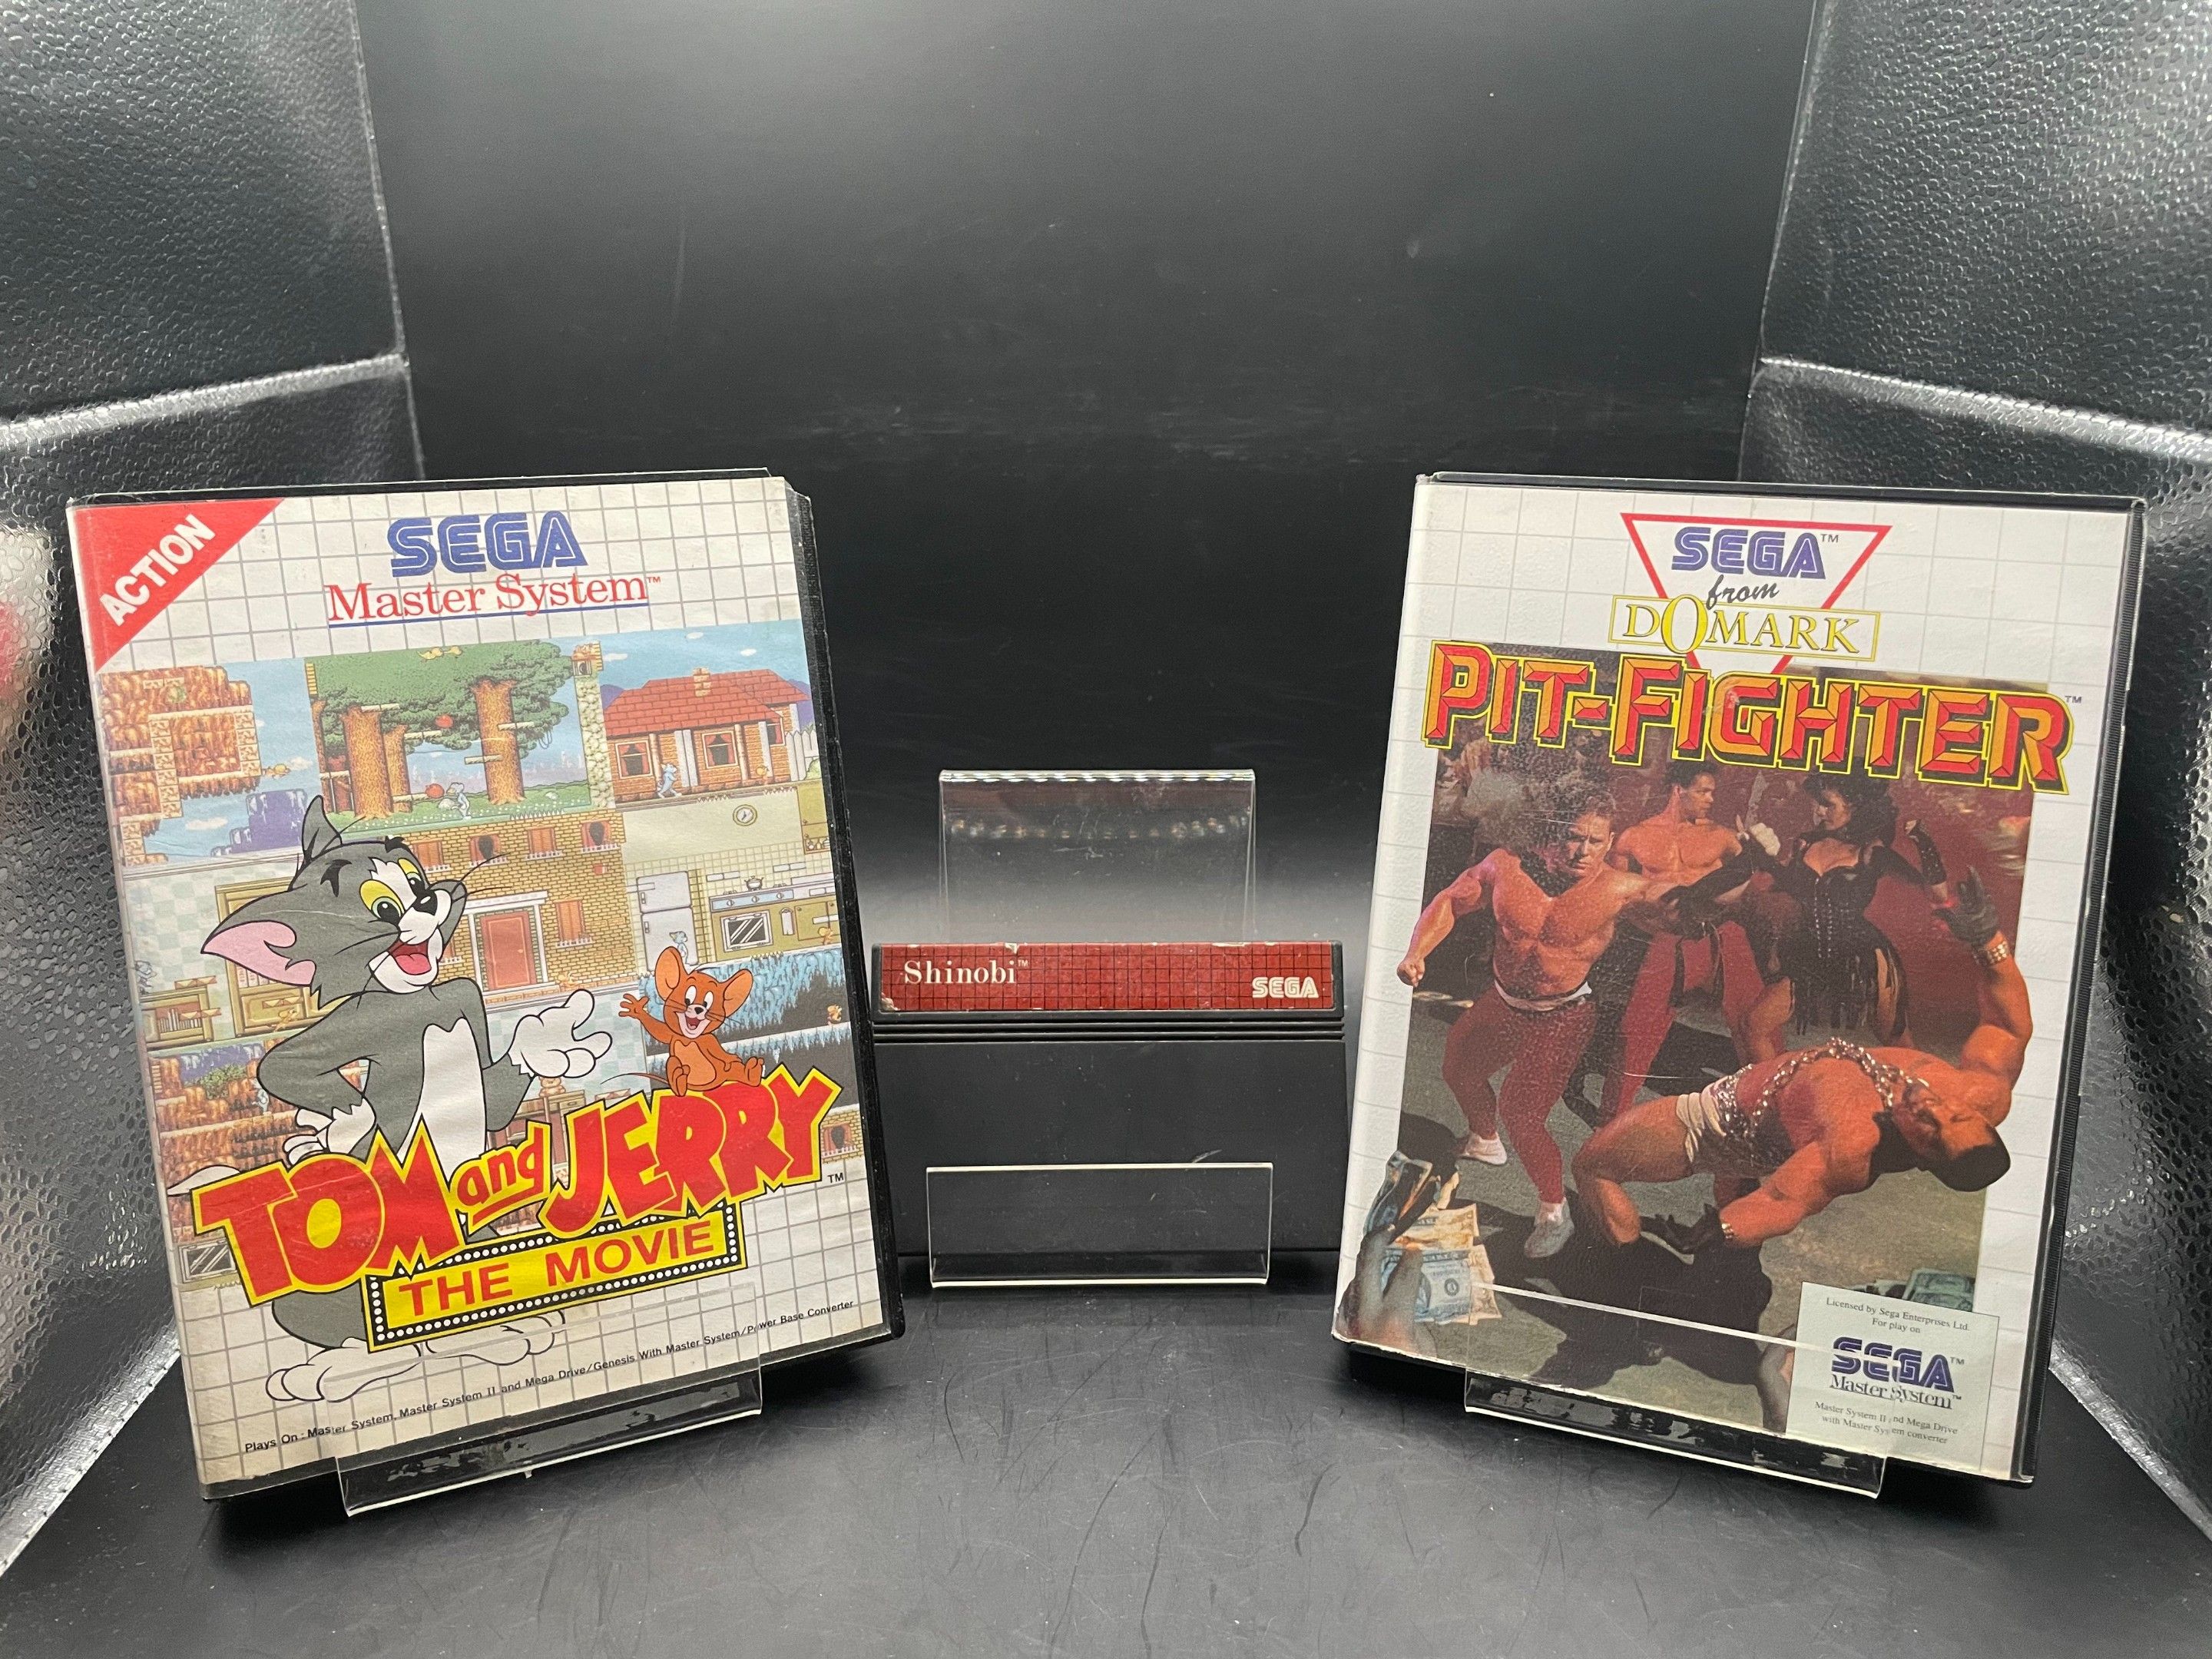 ACTION
SEGA
Master System™
TOM and JERRY™
THE MOVIE
Plays On : Master System, Master System II and Mega Drive/Genesis With Master System/Power Base Converter
Shinobi™
SEGA
SEGA™
from
DOMARK
PIT-FIGHTER™
Licensed by Sega Enterprises Ltd.
For play on
SEGA™
Master System™
Master System II and Mega Drive
with Master System converter